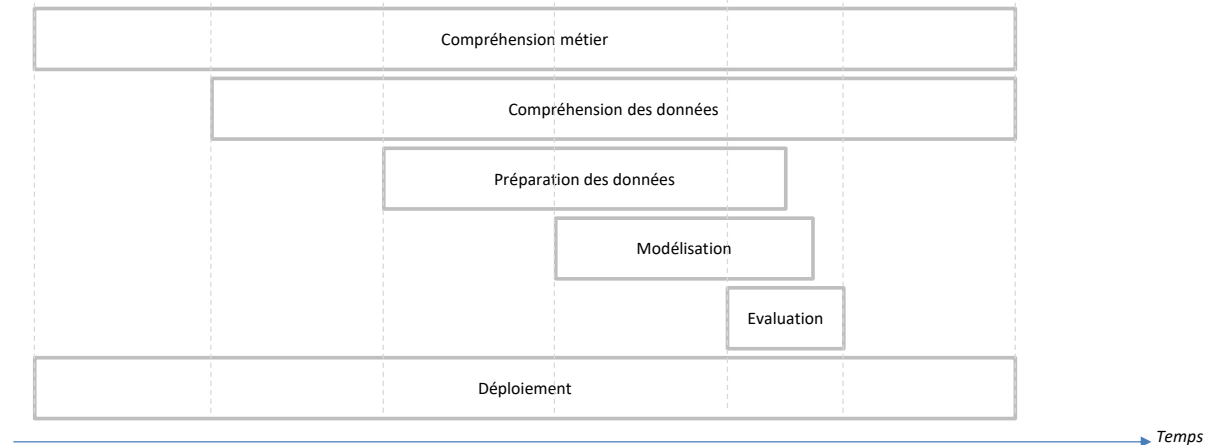 Compréhension métier
Compréhension des données
Préparation des données
Modélisation
Evaluation
Déploiement
Temps